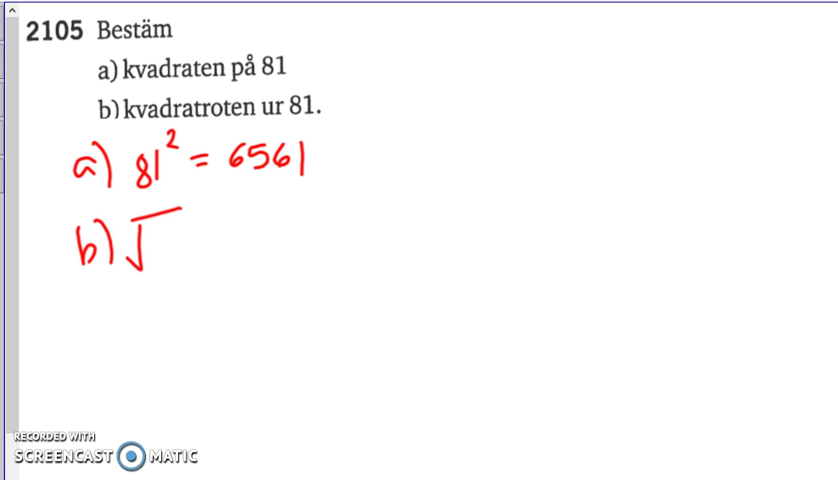 2105 Bestäm
a) kvadraten på 81
b) kvadratroten ur 81.
a) 81² = 6561
b) √
RECORDED WITH
SCREENCAST MATIC